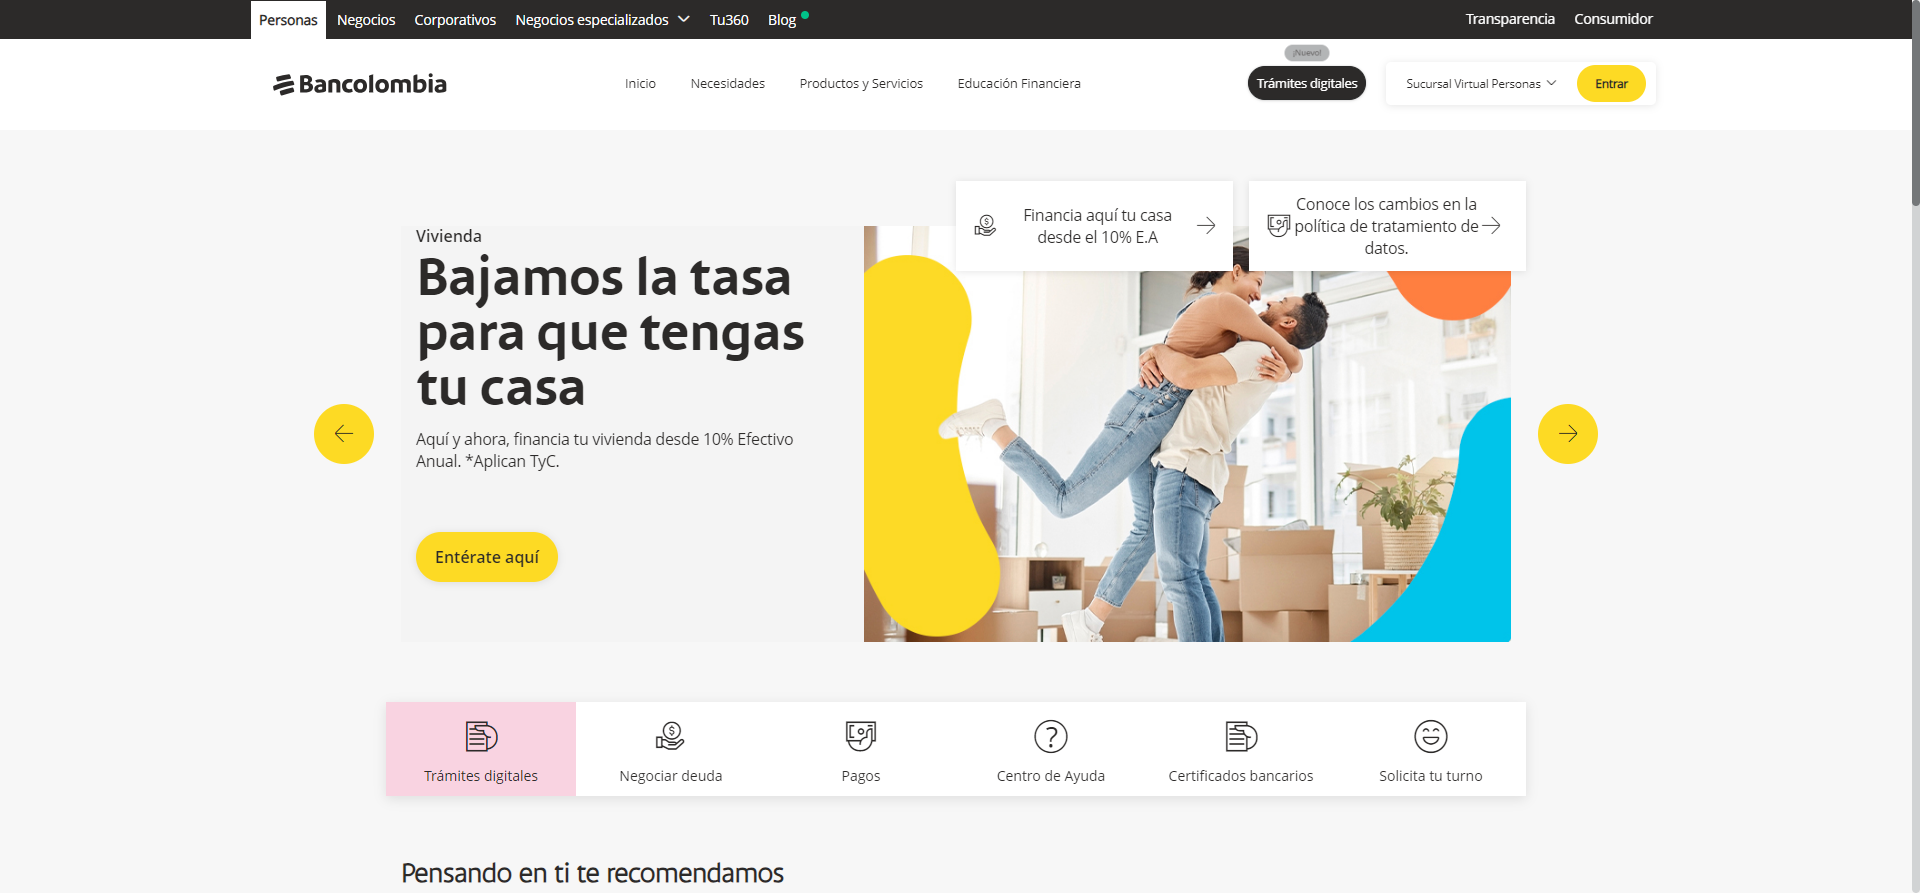 Personas
Negocios
Corporativos
Negocios especializados
Tu360
Blog
Transparencia
Consumidor
Bancolombia
Inicio
Necesidades
Productos y Servicios
Educación Financiera
¡Nuevo!
Trámites digitales
Sucursal Virtual Personas
Entrar
Financia aquí tu casa
desde el 10% E.A
Conoce los cambios en la
política de tratamiento de
datos.
Vivienda
Bajamos la tasa
para que tengas
tu casa
Aquí y ahora, financia tu vivienda desde 10% Efectivo
Anual. *Aplican TyC.
Entérate aquí
Trámites digitales
Negociar deuda
Pagos
Centro de Ayuda
Certificados bancarios
Solicita tu turno
Pensando en ti te recomendamos